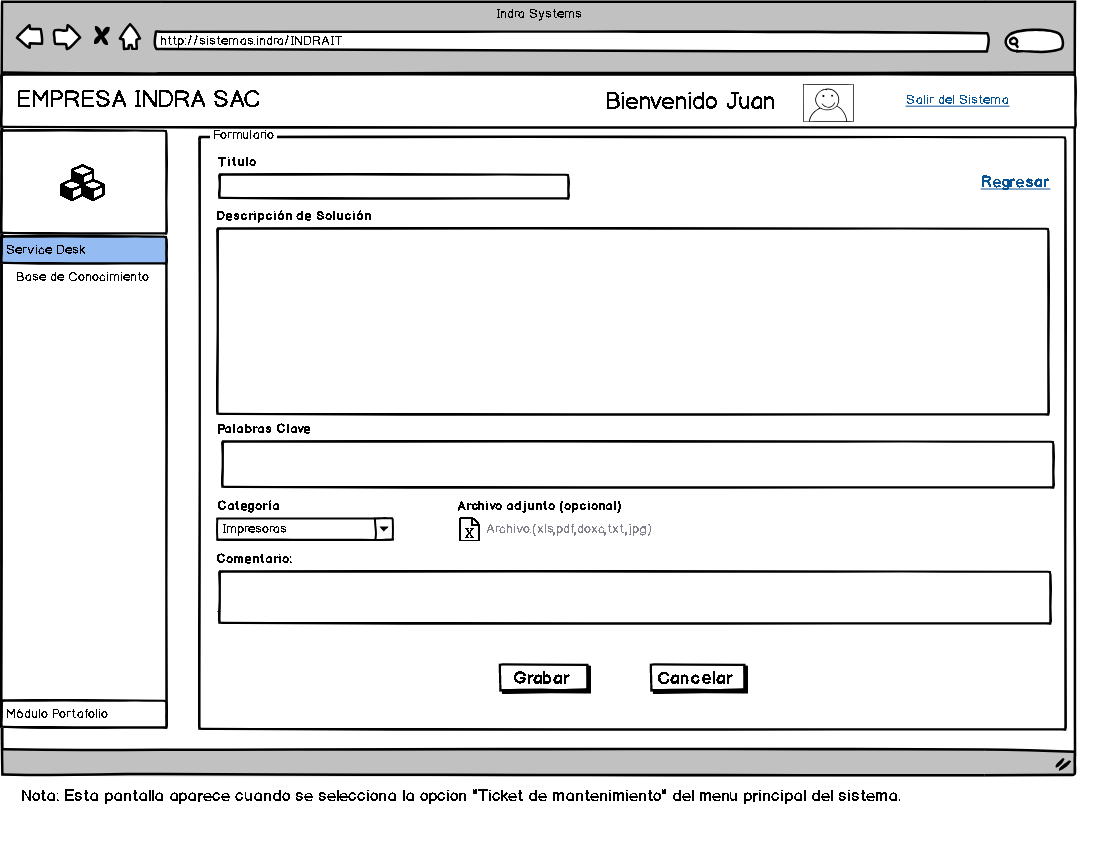 Indra Systems
http://sistemas.indra/INDRAIT
EMPRESA INDRA SAC
Bienvenido Juan
Salir del Sistema
Service Desk
Base de Conocimiento
Módulo Portafolio
Formulario
Titulo
Regresar
Descripción de Solución
Palabras Clave
Categoría
Archivo adjunto (opcional)
Impresoras
X
Archivo.(xls,pdf,doxc,txt,jpg)
Comentario:
Grabar
Cancelar
Nota: Esta pantalla aparece cuando se selecciona la opcion "Ticket de mantenimiento" del menu principal del sistema.